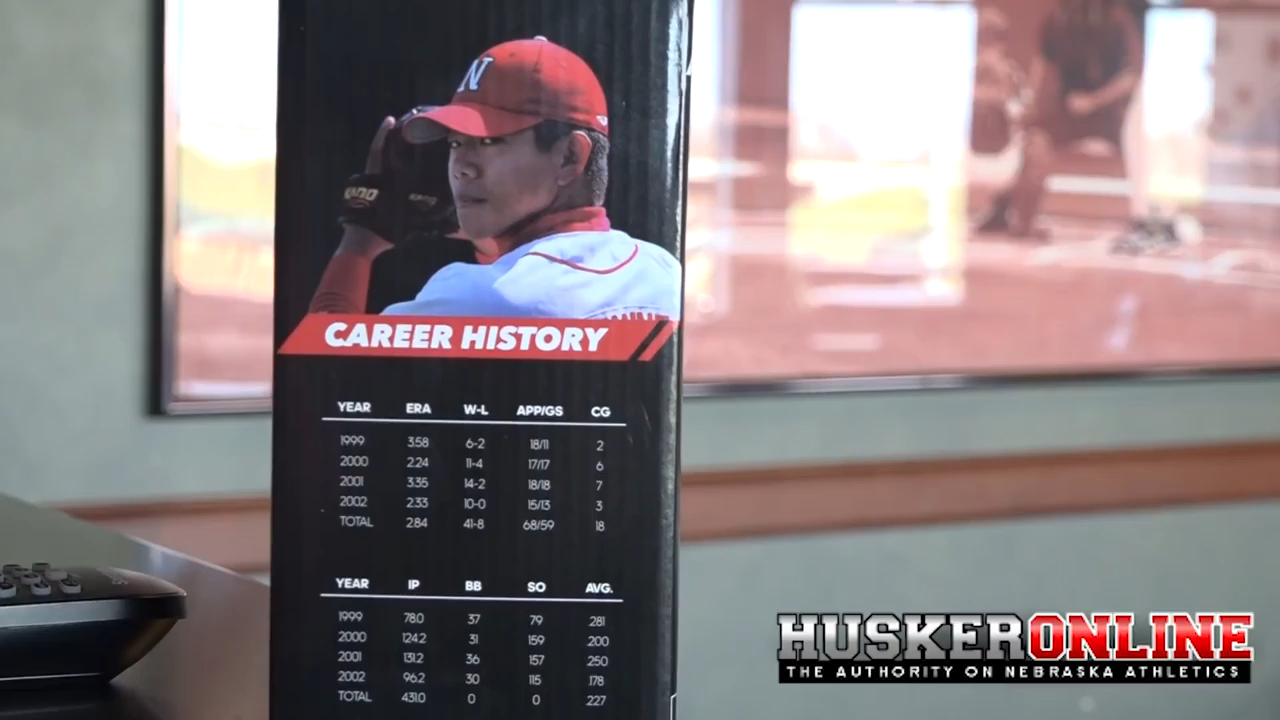 N
CAREER HISTORY
YEAR ERA W-L APP/GS CG
1999 3.58 6-2 18/11 2
2000 2.24 11-4 17/17 6
2001 3.35 14-2 18/18 7
2002 2.33 10-0 15/13 3
TOTAL 2.84 41-8 68/59 18
YEAR IP BB SO AVG.
1999 78.0 37 79 .281
2000 124.2 31 159 .200
2001 131.2 36 157 .250
2002 96.2 30 115 .178
TOTAL 431.0 0 0 .227
HUSKERONLINE
THE AUTHORITY ON NEBRASKA ATHLETICS